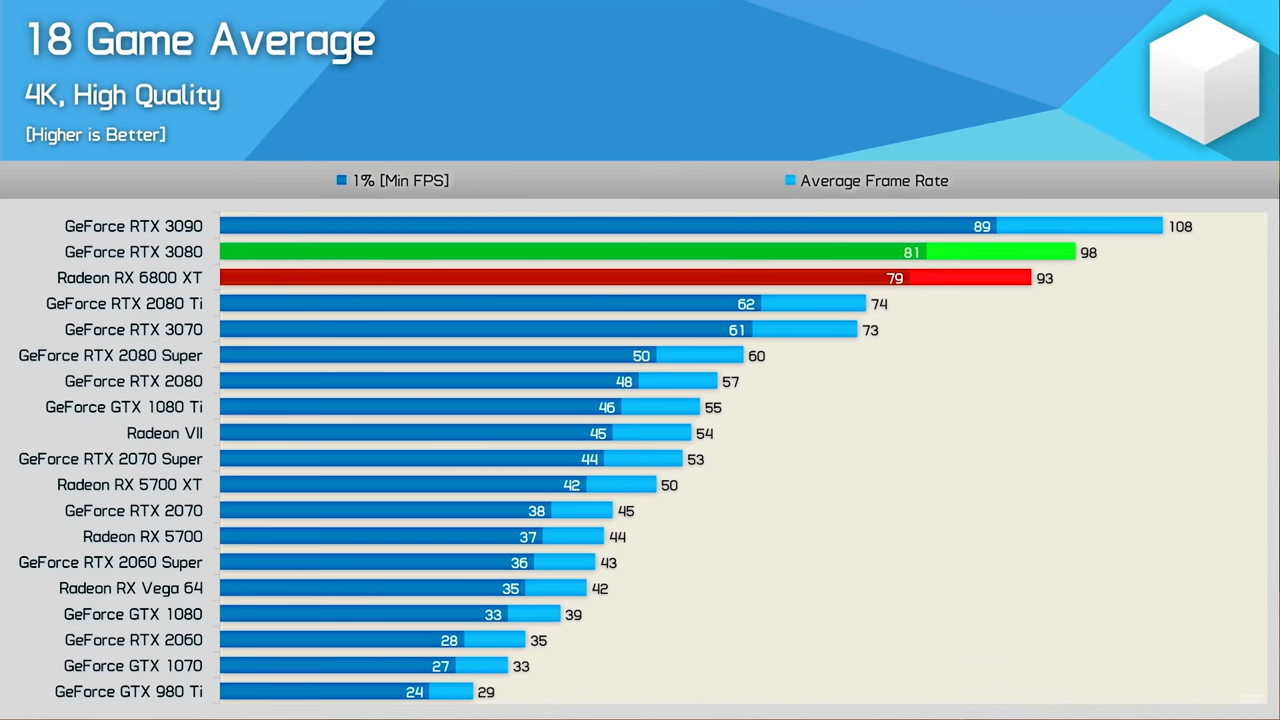 18 Game Average
4K, High Quality
[Higher is Better]
1% [Min FPS] Average Frame Rate
GeForce RTX 3090 89 108
GeForce RTX 3080 81 98
Radeon RX 6800 XT 79 93
GeForce RTX 2080 Ti 62 74
GeForce RTX 3070 61 73
GeForce RTX 2080 Super 50 60
GeForce RTX 2080 48 57
GeForce GTX 1080 Ti 46 55
Radeon VII 45 54
GeForce RTX 2070 Super 44 53
Radeon RX 5700 XT 42 50
GeForce RTX 2070 38 45
Radeon RX 5700 37 44
GeForce RTX 2060 Super 36 43
Radeon RX Vega 64 35 42
GeForce GTX 1080 33 39
GeForce RTX 2060 28 35
GeForce GTX 1070 27 33
GeForce GTX 980 Ti 24 29